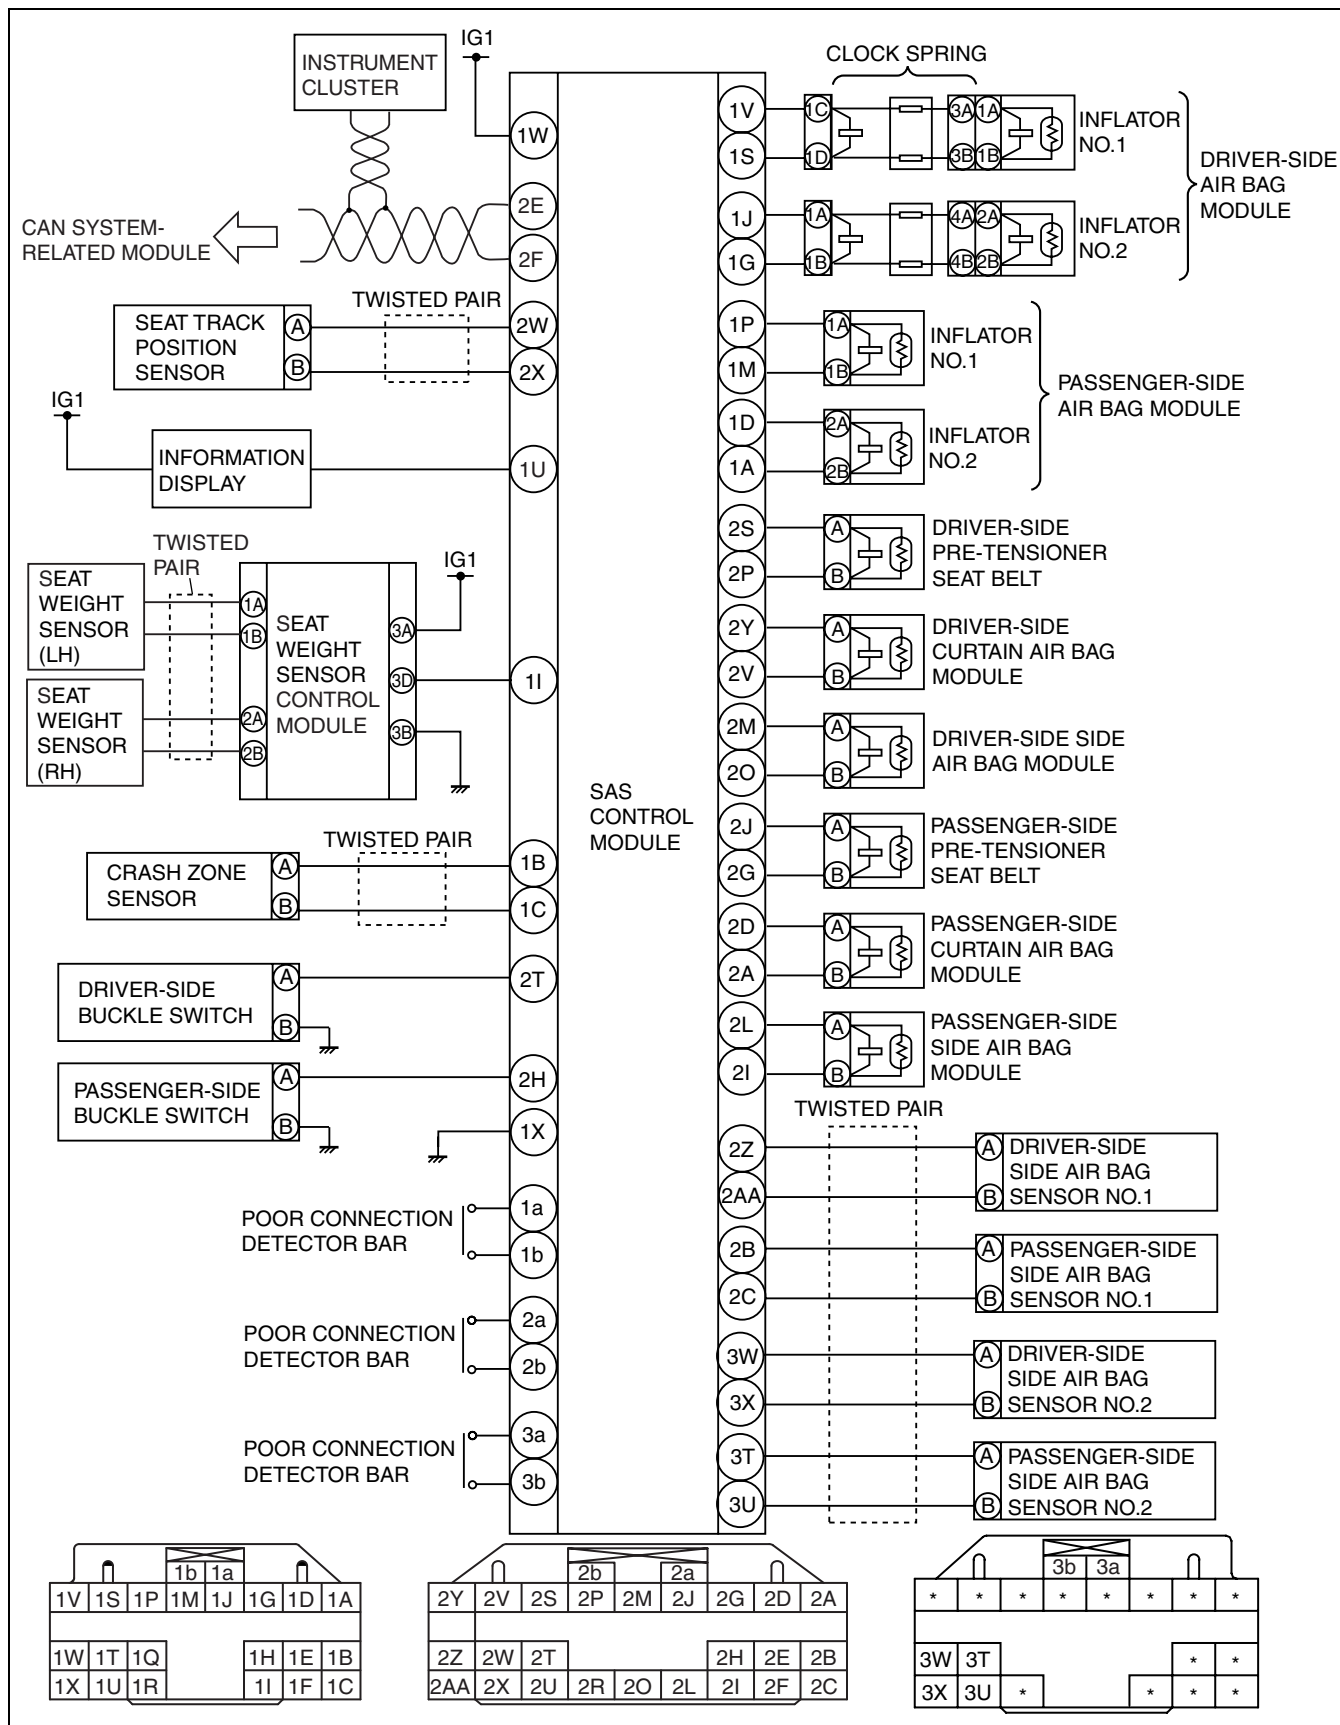 INSTRUMENT
CLUSTER
IG1
1W
2E
2F
CAN SYSTEM-
RELATED MODULE
TWISTED PAIR
SEAT TRACK
POSITION
SENSOR
A
B
2W
2X
IG1
INFORMATION
DISPLAY
1U
TWISTED
PAIR
SEAT
WEIGHT
SENSOR
(LH)
SEAT
WEIGHT
SENSOR
(RH)
1A
1B
2A
2B
SEAT
WEIGHT
SENSOR
CONTROL
MODULE
3A
3D
3B
IG1
1I
TWISTED PAIR
CRASH ZONE
SENSOR
A
B
1B
1C
DRIVER-SIDE
BUCKLE SWITCH
A
B
2T
PASSENGER-SIDE
BUCKLE SWITCH
A
B
2H
1X
POOR CONNECTION
DETECTOR BAR
1a
1b
POOR CONNECTION
DETECTOR BAR
2a
2b
POOR CONNECTION
DETECTOR BAR
3a
3b
SAS
CONTROL
MODULE
CLOCK SPRING
1V
1S
1C
1D
3A
3B
1A
1B
INFLATOR
NO.1
1J
1G
1A
1B
4A
4B
2A
2B
INFLATOR
NO.2
DRIVER-SIDE
AIR BAG
MODULE
1P
1M
1A
1B
INFLATOR
NO.1
1D
1A
2A
2B
INFLATOR
NO.2
PASSENGER-SIDE
AIR BAG MODULE
2S
2P
A
B
DRIVER-SIDE
PRE-TENSIONER
SEAT BELT
2Y
2V
A
B
DRIVER-SIDE
CURTAIN AIR BAG
MODULE
2M
2O
A
B
DRIVER-SIDE SIDE
AIR BAG MODULE
2J
2G
A
B
PASSENGER-SIDE
PRE-TENSIONER
SEAT BELT
2D
2A
A
B
PASSENGER-SIDE
CURTAIN AIR BAG
MODULE
2L
2I
A
B
PASSENGER-SIDE
SIDE AIR BAG
MODULE
TWISTED PAIR
2Z
2AA
A
B
DRIVER-SIDE
SIDE AIR BAG
SENSOR NO.1
2B
2C
A
B
PASSENGER-SIDE
SIDE AIR BAG
SENSOR NO.1
3W
3X
A
B
DRIVER-SIDE
SIDE AIR BAG
SENSOR NO.2
3T
3U
A
B
PASSENGER-SIDE
SIDE AIR BAG
SENSOR NO.2
1b 1a
1V 1S 1P 1M 1J 1G 1D 1A
1W 1T 1Q 1H 1E 1B
1X 1U 1R 1I 1F 1C
2b 2a
2Y 2V 2S 2P 2M 2J 2G 2D 2A
2Z 2W 2T 2H 2E 2B
2AA 2X 2U 2R 2O 2L 2I 2F 2C
3b 3a
* * * * * * * *
3W 3T * *
3X 3U * * * *